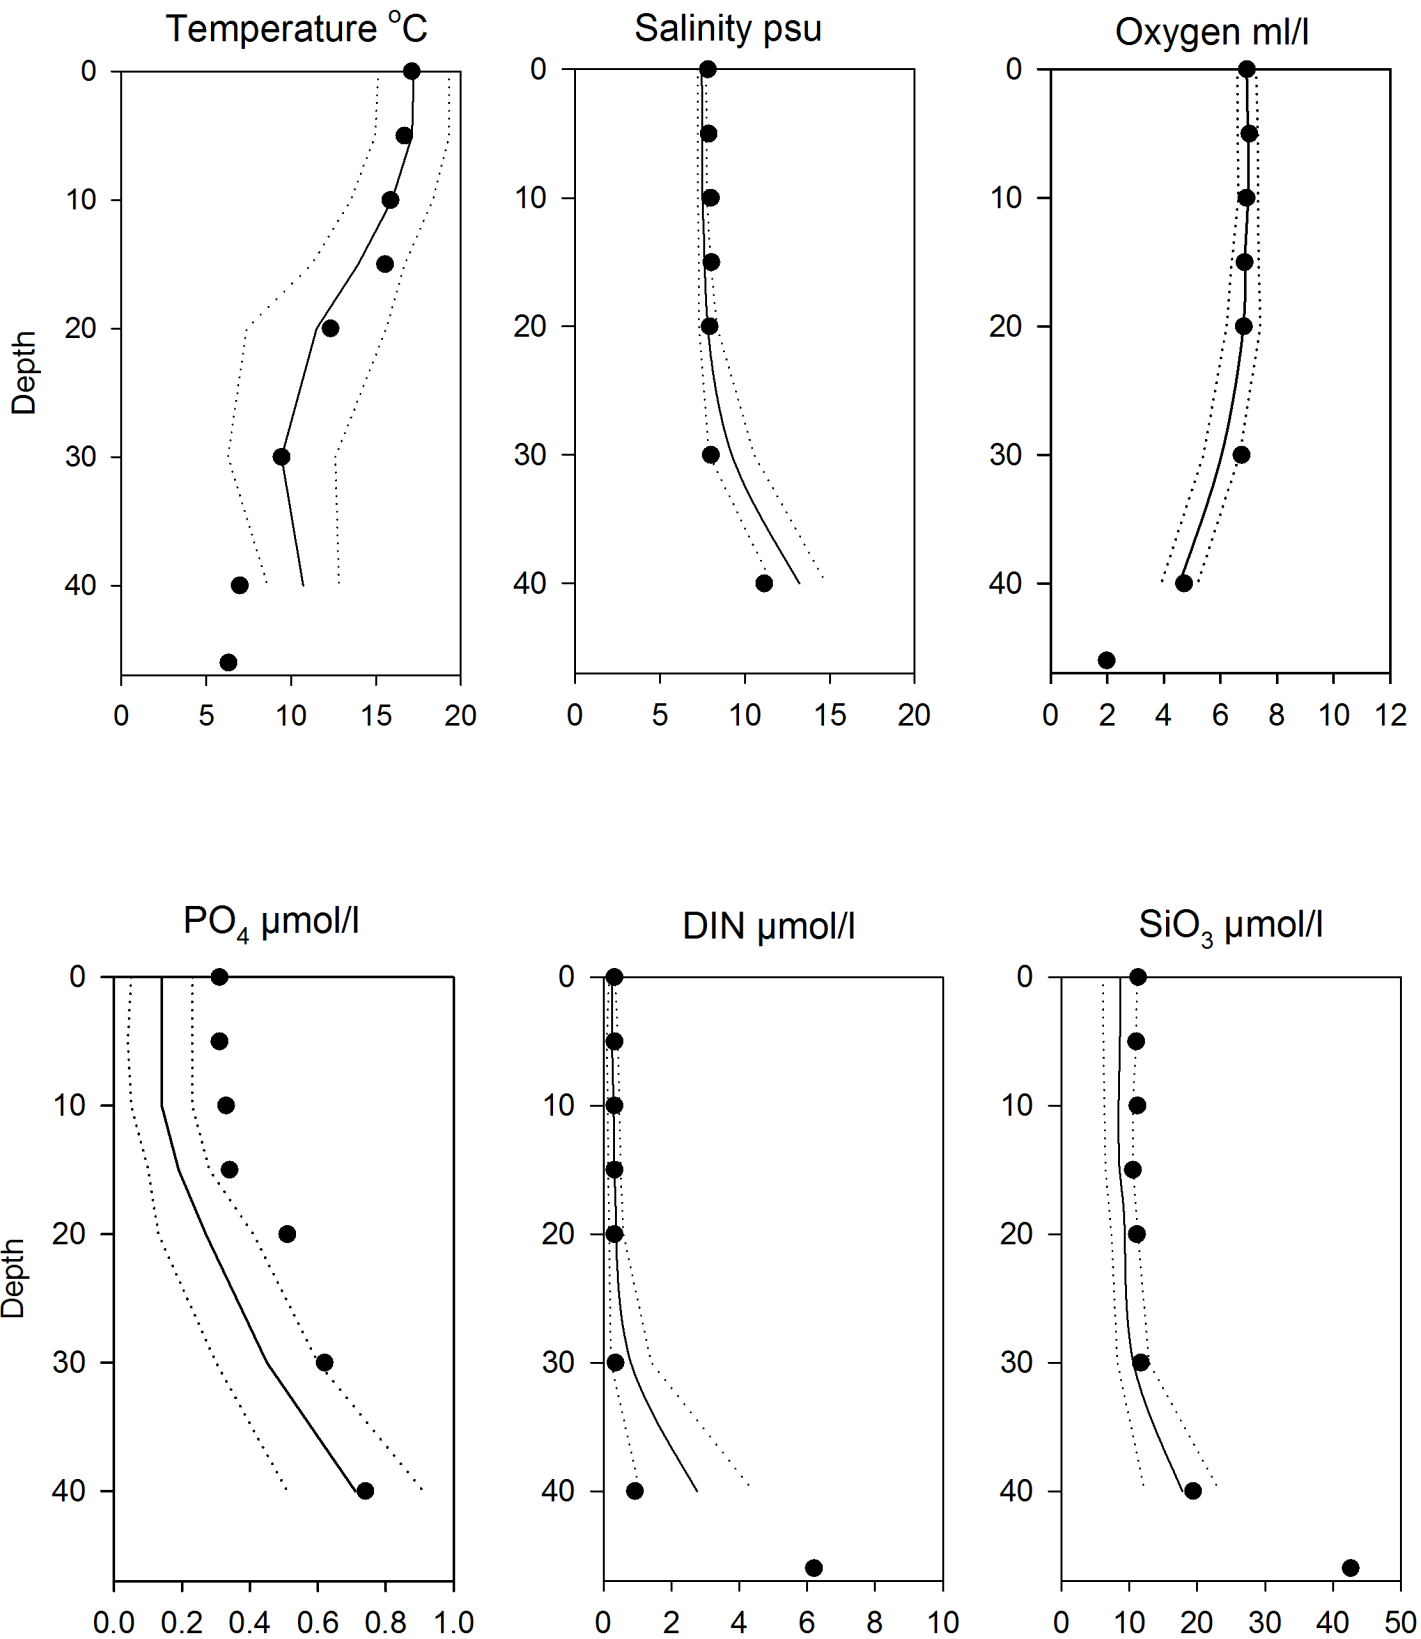 Temperature °C
Salinity psu
Oxygen ml/l
0
10
20
30
40
Depth
0 5 10 15 20
0
10
20
30
40
0 5 10 15 20
0
10
20
30
40
0 2 4 6 8 10 12
PO4 µmol/l
DIN µmol/l
SiO3 µmol/l
0
10
20
30
40
Depth
0.0 0.2 0.4 0.6 0.8 1.0
0
10
20
30
40
0 2 4 6 8 10
0
10
20
30
40
0 10 20 30 40 50